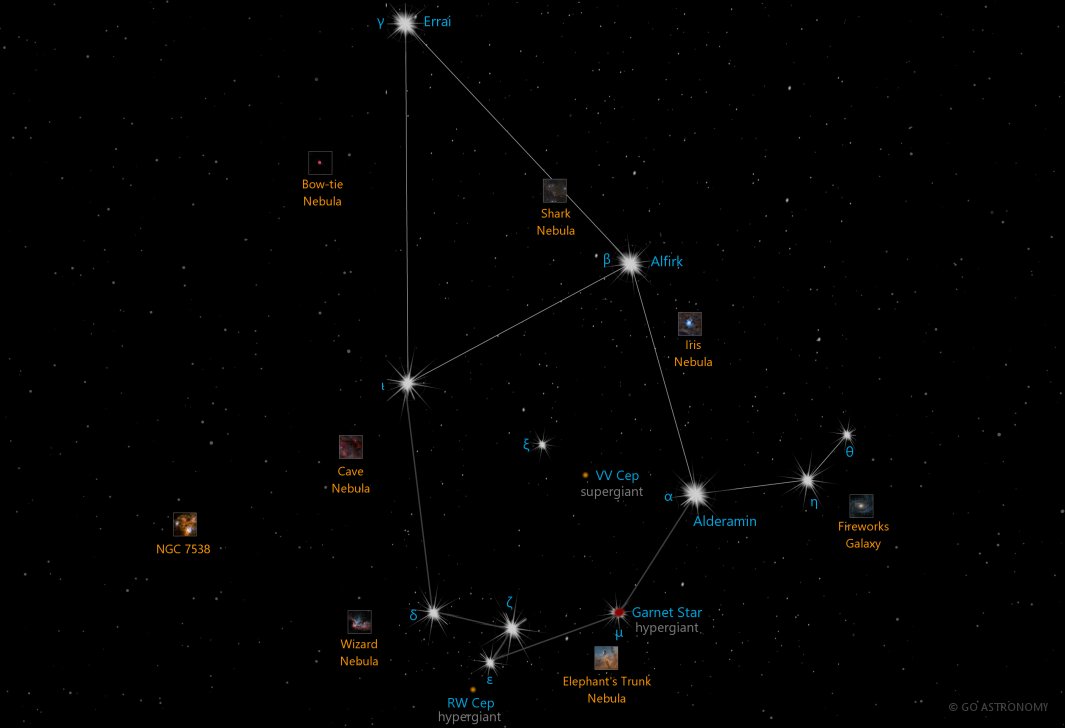 γ Errai
Bow-tie
Nebula
Shark
Nebula
β Alfirk
Iris
Nebula
ι
ξ
θ
Cave
Nebula
VV Cep
supergiant
α
Alderamin
η
Fireworks
Galaxy
NGC 7538
δ
ζ
Garnet Star
hypergiant
μ
Wizard
Nebula
ε
Elephant's Trunk
Nebula
RW Cep
hypergiant
© GO ASTRONOMY